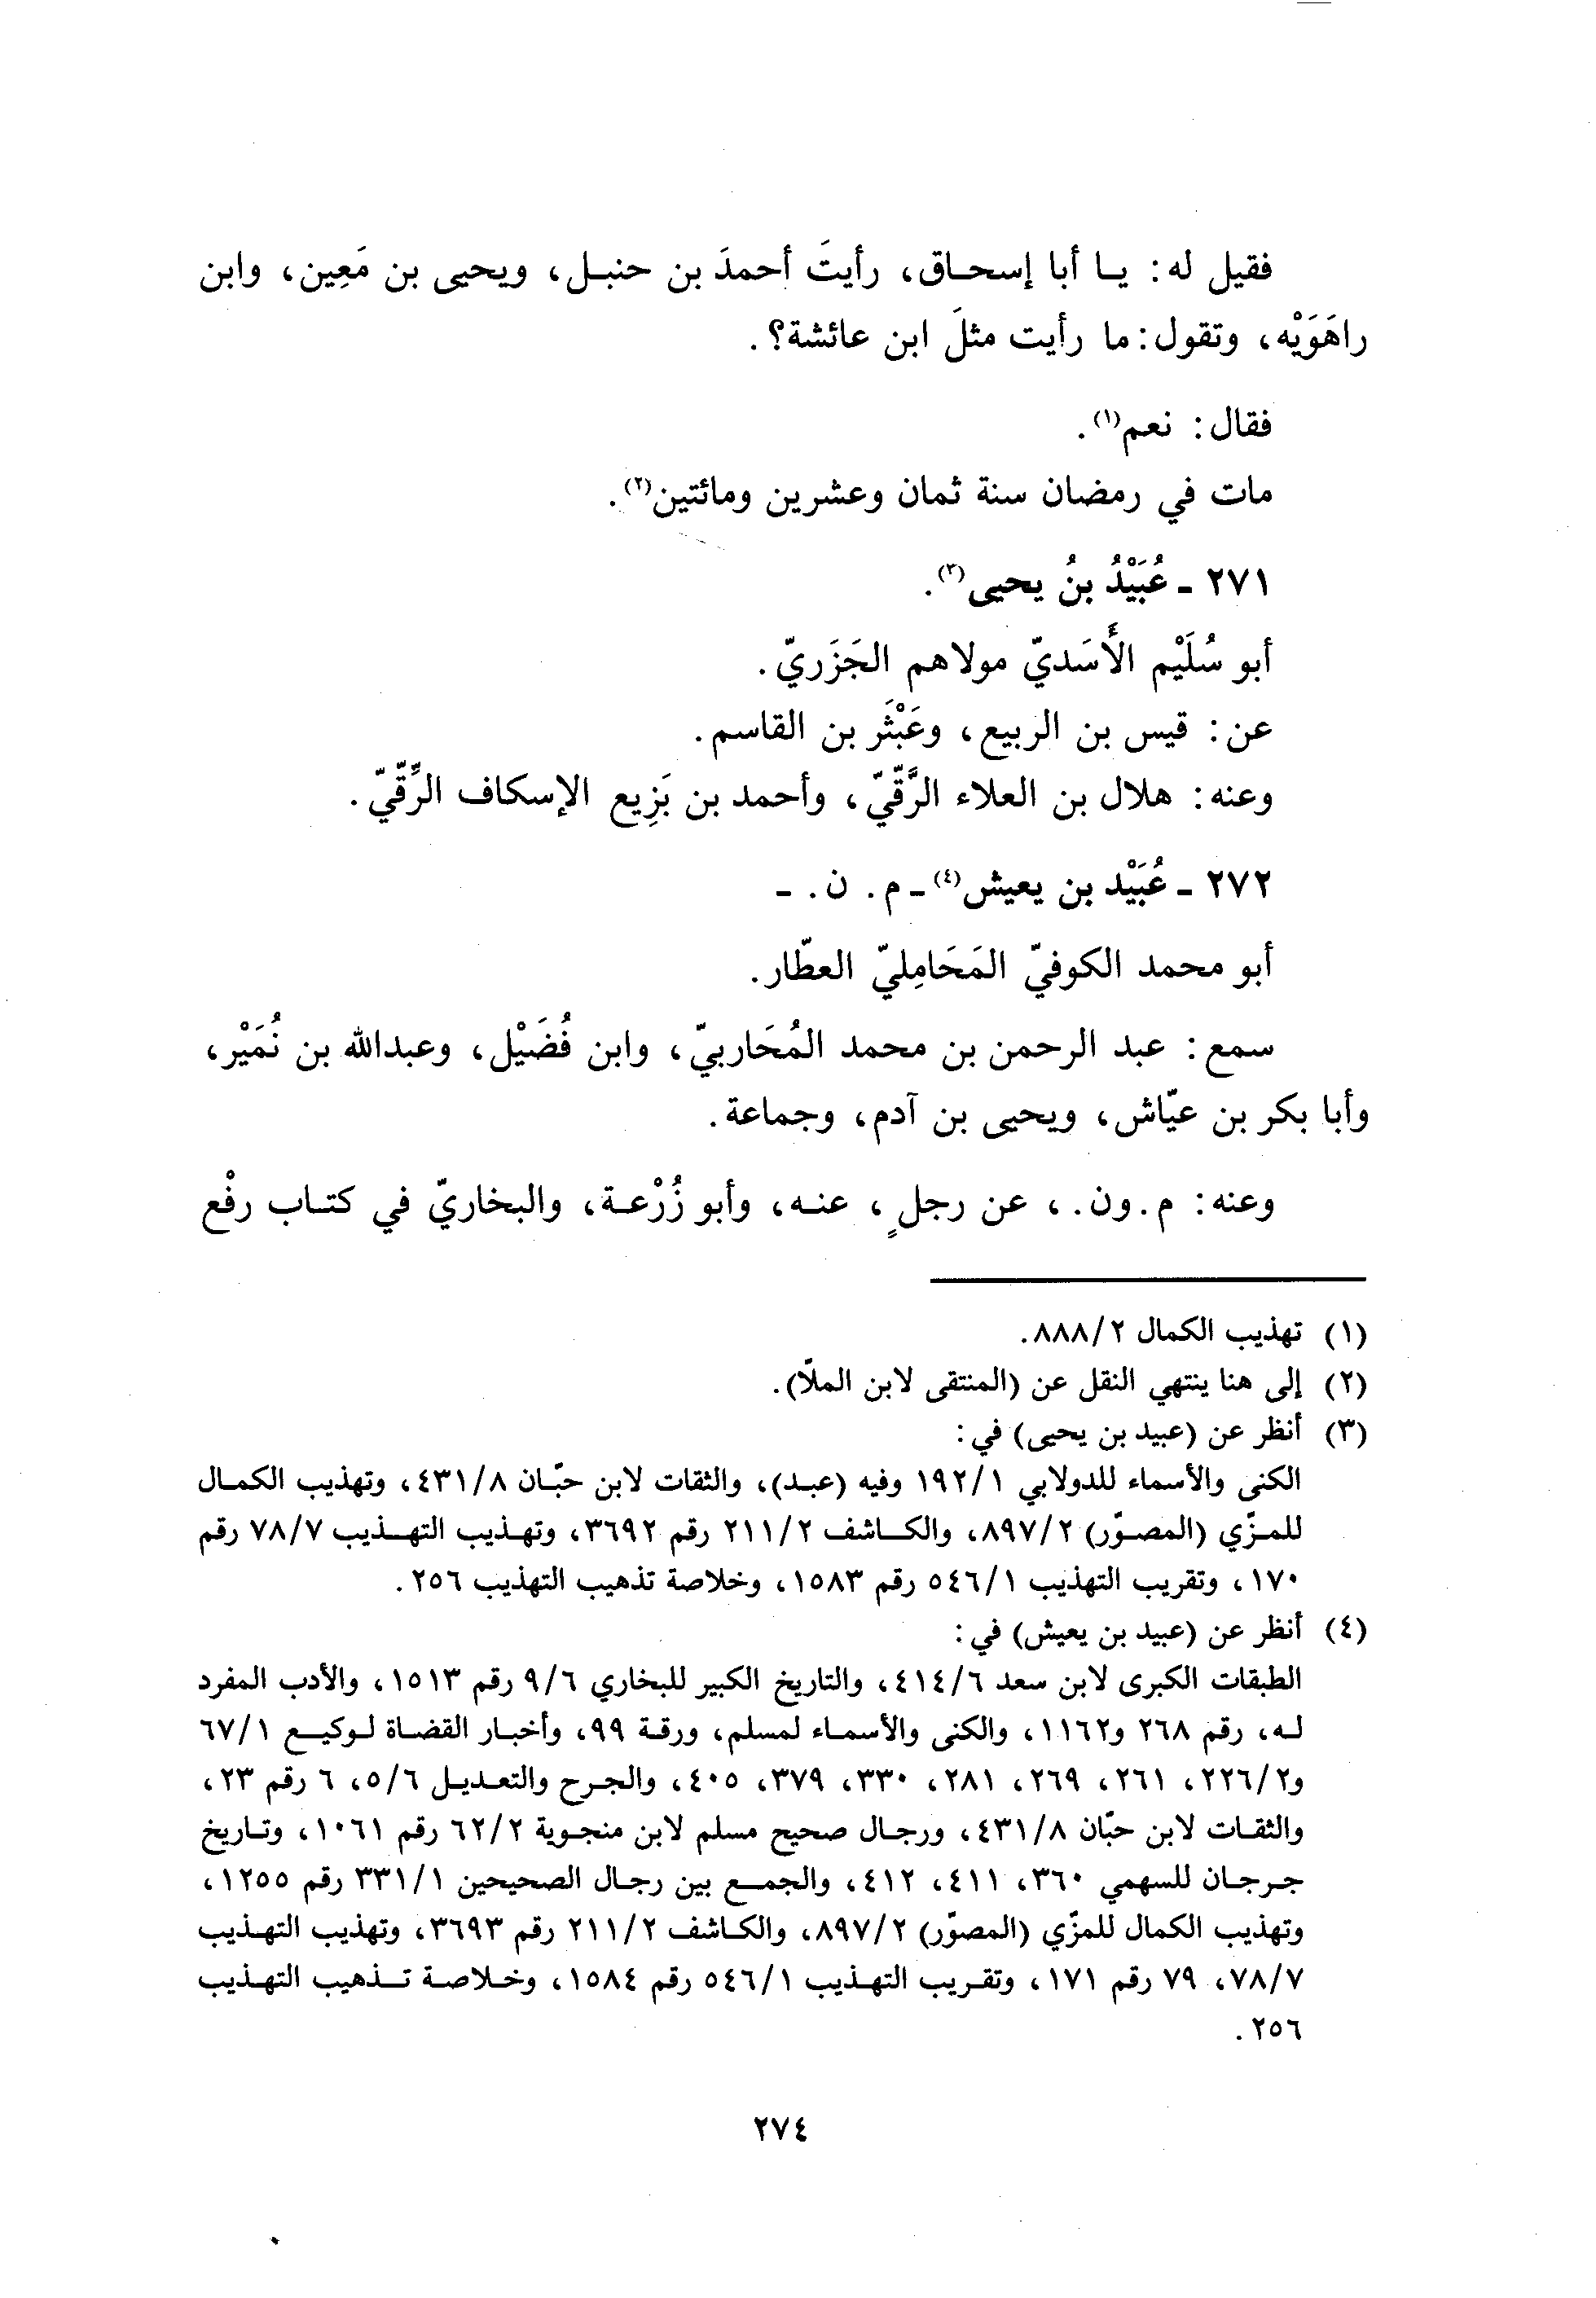 فقيل له: يا أبا إسحاق، رأيتَ أحمدَ بن حنبل، ويحيى بن مَعِين، وابن
راهَوَيْه، وتقول: ما رأيت مثلَ ابن عائشة؟.
فقال: نعم(١).
مات في رمضان سنة ثمان وعشرين ومائتين(٢).
٢٧١ ـ عُبَيْدُ بنُ يحيى(٣).
أبو سُلَيْم الأَسَديّ مولاهم الجَزَريّ.
عن: قيس بن الربيع، وعَبْثَر بن القاسم.
وعنه: هلال بن العلاء الرَّقّيّ، وأحمد بن بَزِيع الإسكاف الرِّقّيّ.
٢٧٢ ـ عُبَيْد بن يعيش(٤) ـ م. ن. ـ
أبو محمد الكوفيّ المَحَامِليّ العطّار.
سمع: عبد الرحمن بن محمد المُحَاربيّ، وابن فُضَيْل، وعبدالله بن نُمَيْر،
وأبا بكر بن عيّاش، ويحيى بن آدم، وجماعة.
وعنه: م. ون.، عن رجلٍ، عنه، وأبو زُرْعة، والبخاريّ في كتاب رفْع
(١) تهذيب الكمال ٢/٨٨٨.
(٢) إلى هنا ينتهي النقل عن (المنتقى لابن الملّا).
(٣) أنظر عن (عبيد بن يحيى) في:
الكنى والأسماء للدولابي ١/١٩٢ وفيه (عبد)، والثقات لابن حبّان ٨/٤٣١، وتهذيب الكمال
للمزّي (المصوّر) ٢/٨٩٧، والكاشف ٢/٢١١ رقم ٣٦٩٢، وتهذيب التهذيب ٧/٧٨ رقم
١٧٠، وتقريب التهذيب ١/٥٤٦ رقم ١٥٨٣، وخلاصة تذهيب التهذيب ٢٥٦.
(٤) أنظر عن (عبيد بن يعيش) في:
الطبقات الكبرى لابن سعد ٦/٤١٤، والتاريخ الكبير للبخاري ٦/٩ رقم ١٥١٣، والأدب المفرد
له، رقم ٢٦٨ و١١٦٢، والكنى والأسماء لمسلم، ورقة ٩٩، وأخبار القضاة لوكيع ١/٦٧
و٢/٢٢٦، ٢٦١، ٢٦٩، ٢٨١، ٣٣٠، ٣٧٩، ٤٠٥، والجرح والتعديل ٦/٥، ٦ رقم ٢٣،
والثقات لابن حبّان ٨/٤٣١، ورجال صحيح مسلم لابن منجوية ٢/٦٢ رقم ١٠٦١، وتاريخ
جرجان للسهمي ٣٦٠، ٤١١، ٤١٢، والجمع بين رجال الصحيحين ١/٣٣١ رقم ١٢٥٥،
وتهذيب الكمال للمزّي (المصوّر) ٢/٨٩٧، والكاشف ٢/٢١١ رقم ٣٦٩٣، وتهذيب التهذيب
٧/٧٨، ٧٩ رقم ١٧١، وتقريب التهذيب ١/٥٤٦ رقم ١٥٨٤، وخلاصة تذهيب التهذيب
٢٥٦.
٢٧٤